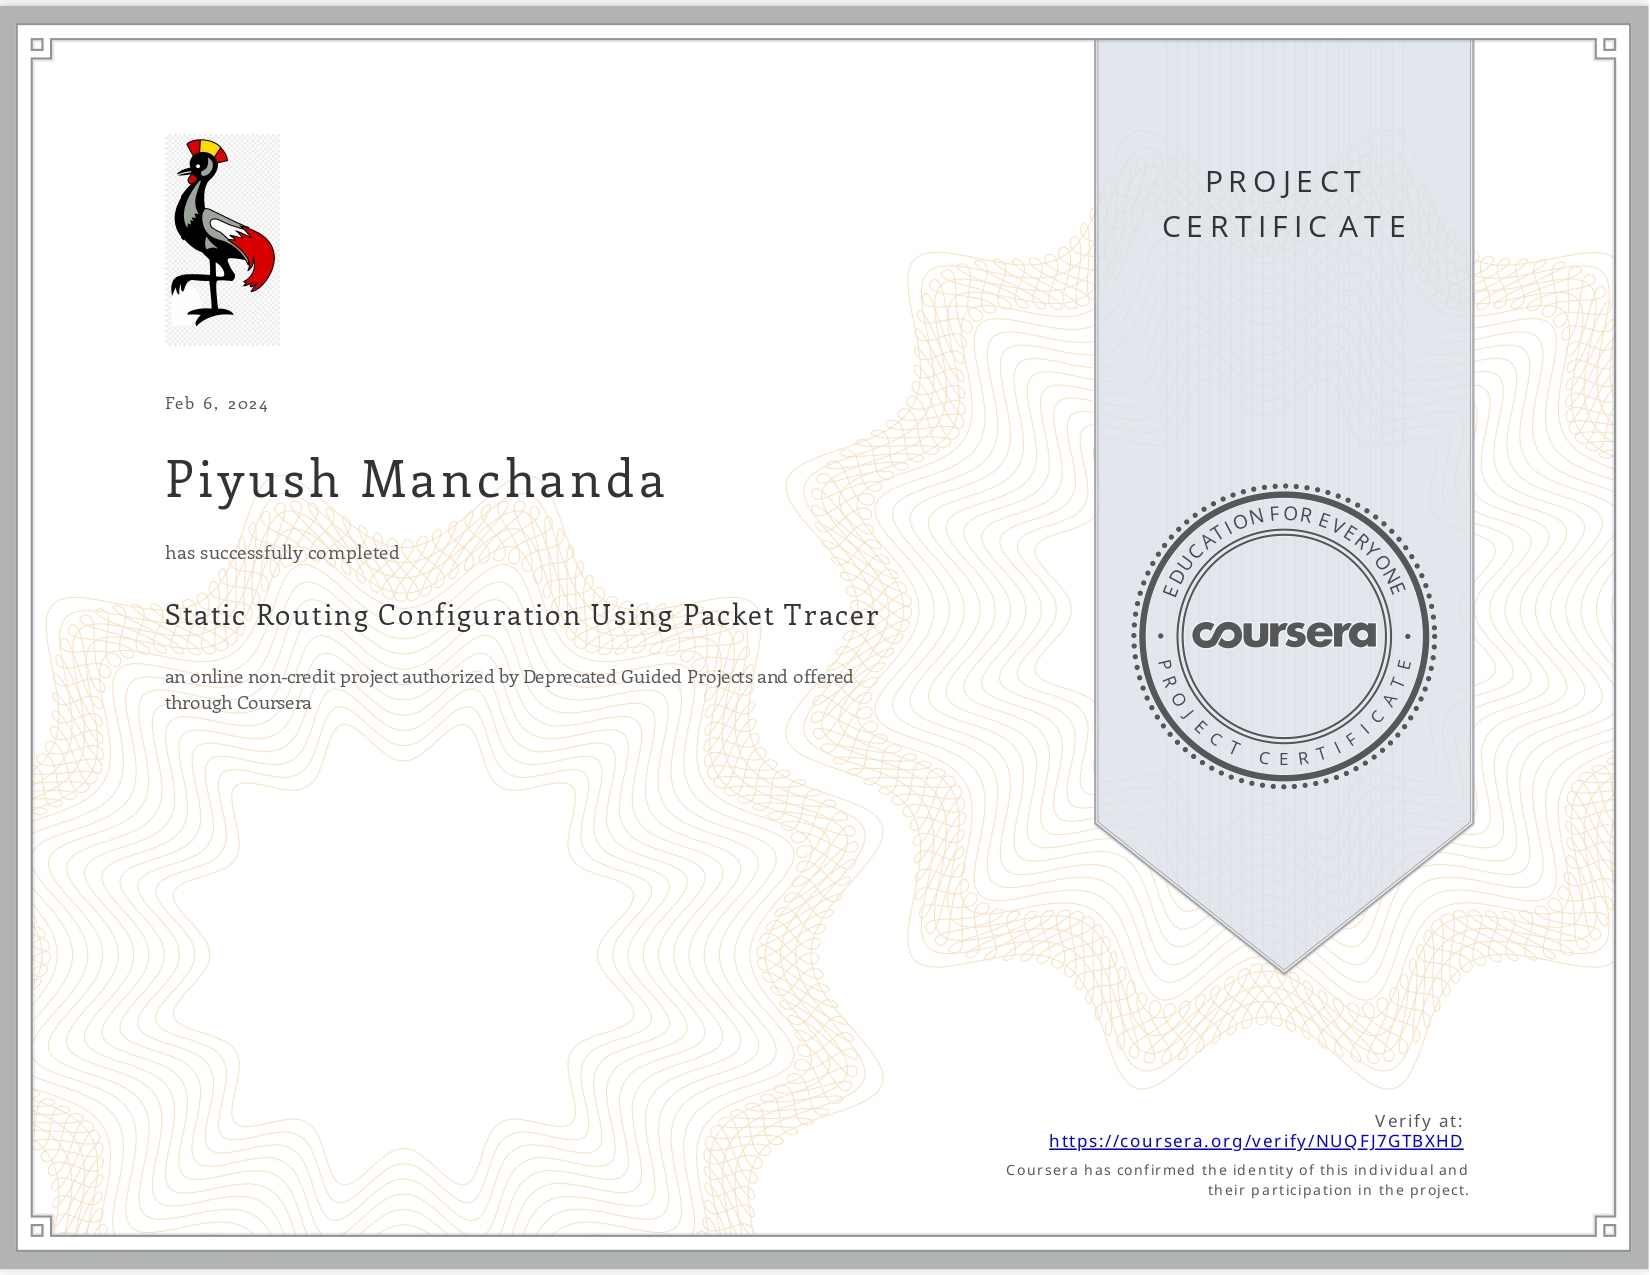 PROJECT
CERTIFICATE
Feb 6, 2024
Piyush Manchanda
has successfully completed
Static Routing Configuration Using Packet Tracer
an online non-credit project authorized by Deprecated Guided Projects and offered
through Coursera
EDUCATION FOR EVERYONE
coursera
PROJECT CERTIFICATE
Verify at:
https://coursera.org/verify/NUQFJ7GTBXHD
Coursera has confirmed the identity of this individual and
their participation in the project.